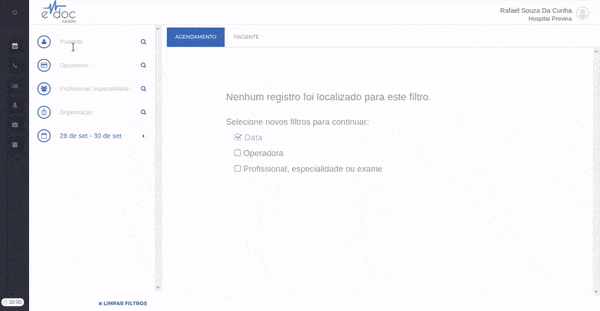 e-doc
saúde
Rafael Souza Da Cunha
Hospital Previna
Paciente
Operadora
Profissional, especialidade
Organização
28 de set - 30 de set
LIMPAR FILTROS
10:00
AGENDAMENTO
PACIENTE
Nenhum registro foi localizado para este filtro.
Selecione novos filtros para continuar:
Data
Operadora
Profissional, especialidade ou exame